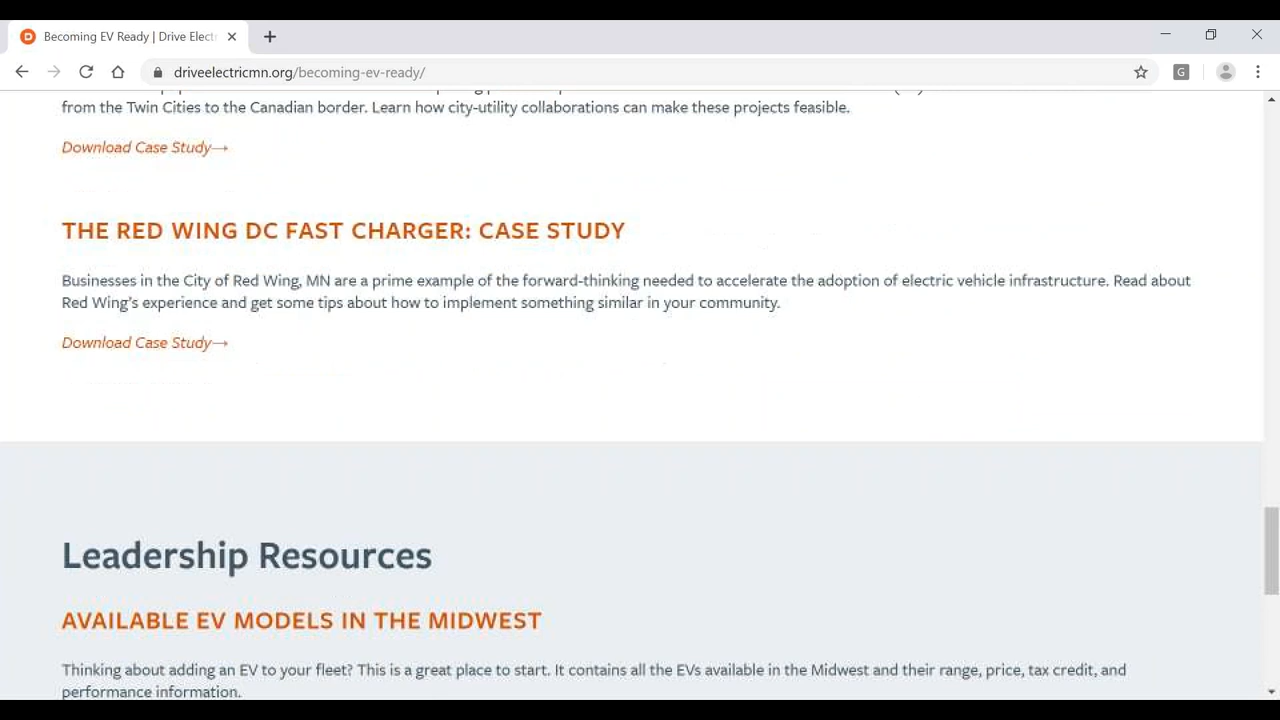 Becoming EV Ready | Drive Elect
driveelectricmn.org/becoming-ev-ready/
G
from the Twin Cities to the Canadian border. Learn how city-utility collaborations can make these projects feasible.
Download Case Study→
THE RED WING DC FAST CHARGER: CASE STUDY
Businesses in the City of Red Wing, MN are a prime example of the forward-thinking needed to accelerate the adoption of electric vehicle infrastructure. Read about
Red Wing's experience and get some tips about how to implement something similar in your community.
Download Case Study→
Leadership Resources
AVAILABLE EV MODELS IN THE MIDWEST
Thinking about adding an EV to your fleet? This is a great place to start. It contains all the EVs available in the Midwest and their range, price, tax credit, and
performance information.